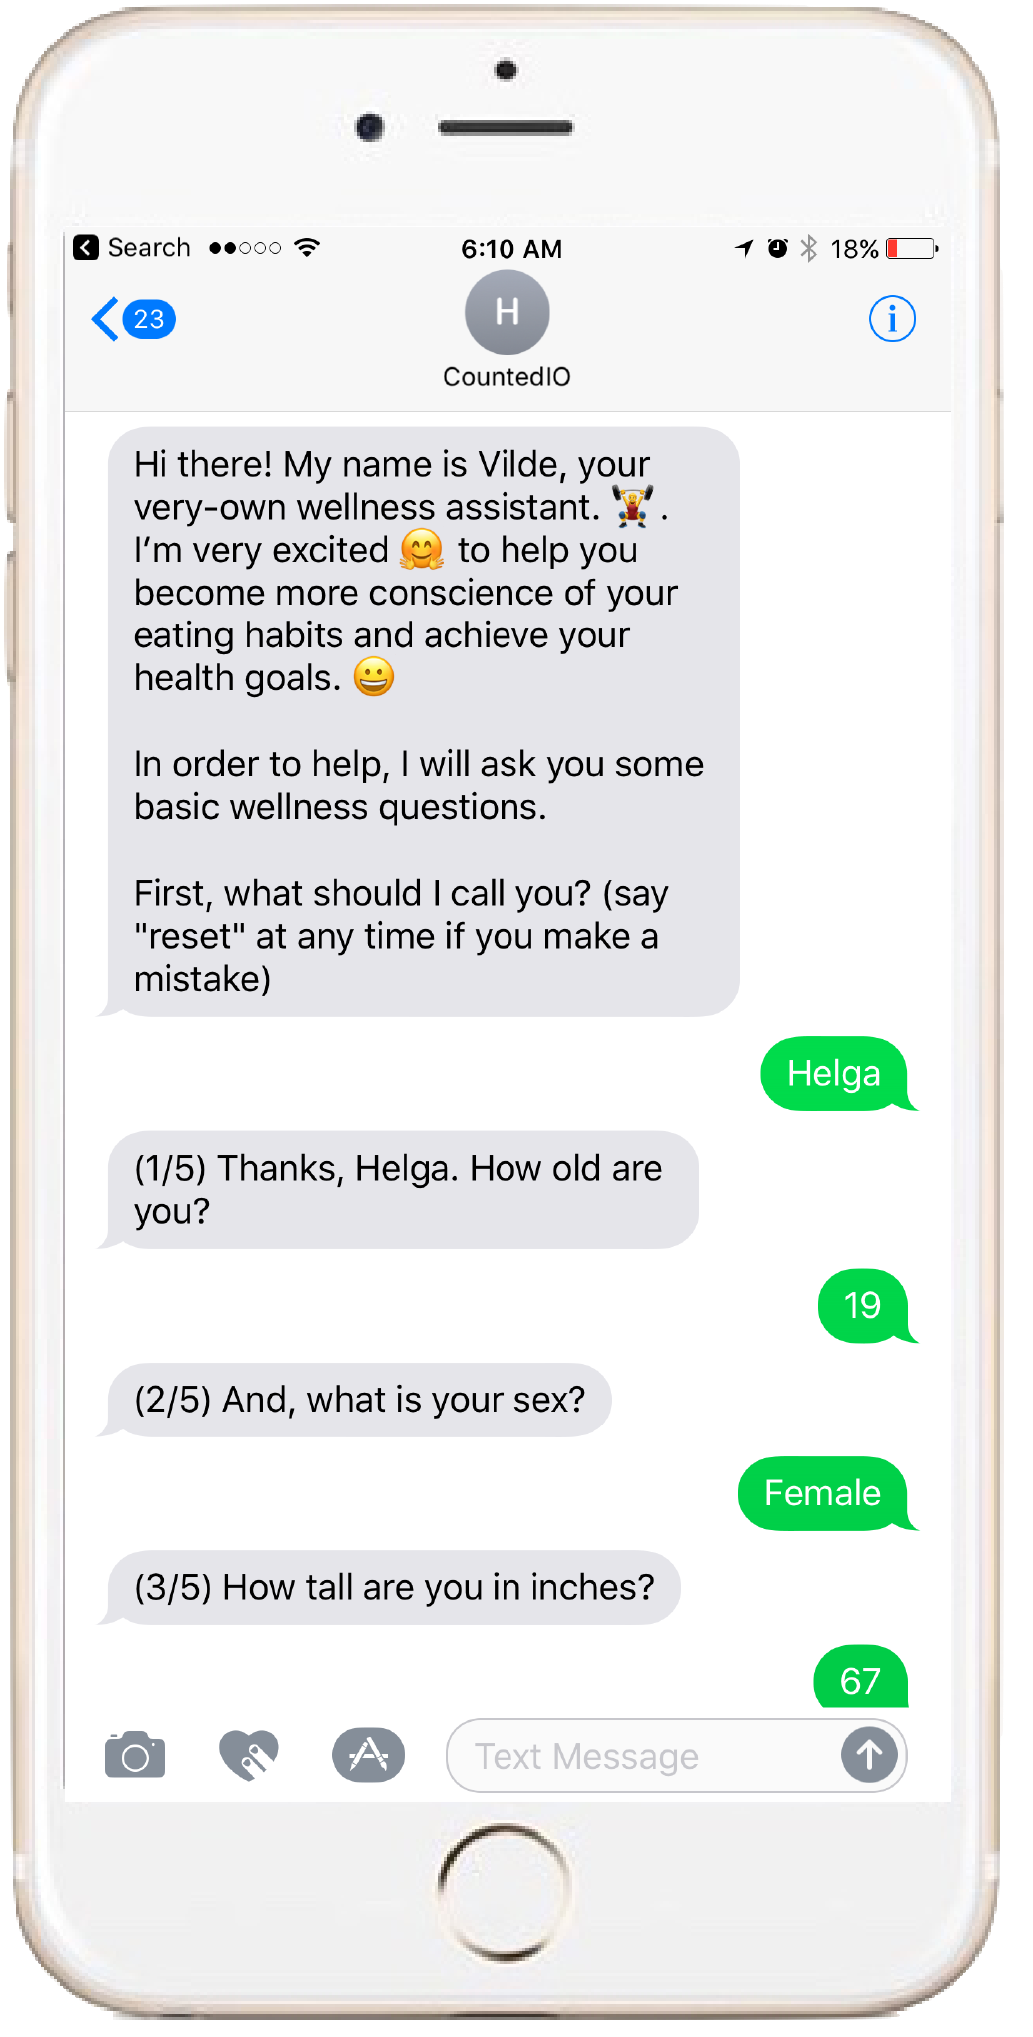 Search
6:10 AM
18%
23
H
CountedIO
Hi there! My name is Vilde, your
very-own wellness assistant. 🏋️ .
I’m very excited 🤗 to help you
become more conscience of your
eating habits and achieve your
health goals. 😀
In order to help, I will ask you some
basic wellness questions.
First, what should I call you? (say
"reset" at any time if you make a
mistake)
Helga
(1/5) Thanks, Helga. How old are
you?
19
(2/5) And, what is your sex?
Female
(3/5) How tall are you in inches?
67
Text Message